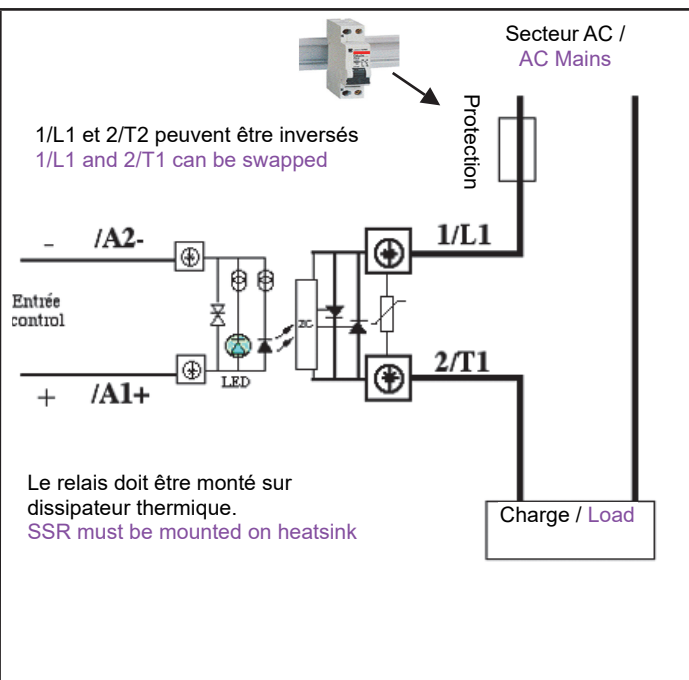 Secteur AC /
AC Mains
Protection
1/L1 et 2/T2 peuvent être inversés
1/L1 and 2/T1 can be swapped
- /A2-
1/L1
Entrée
control
ZC
LED
2/T1
+ /A1+
Le relais doit être monté sur
dissipateur thermique.
SSR must be mounted on heatsink
Charge / Load